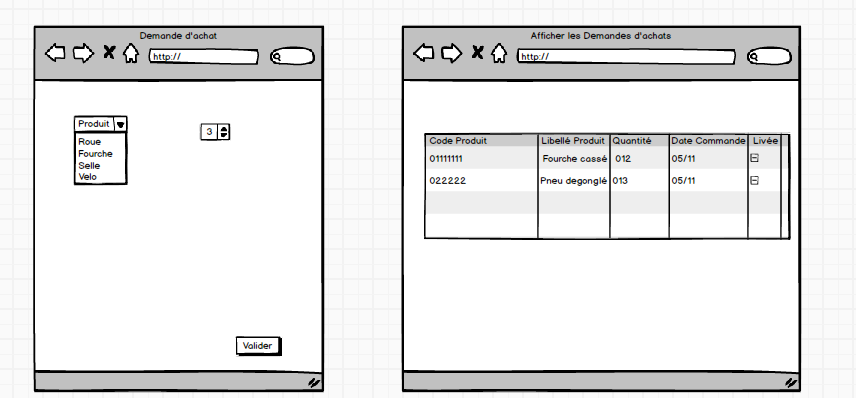 Demande d'achat
http://
Produit
3
Roue
Fourche
Selle
Velo
Valider
Afficher les Demandes d'achats
http://
Code Produit Libellé Produit Quantité Date Commande Livée
01111111 Fourche cassé 012 05/11
022222 Pneu degonglé 013 05/11